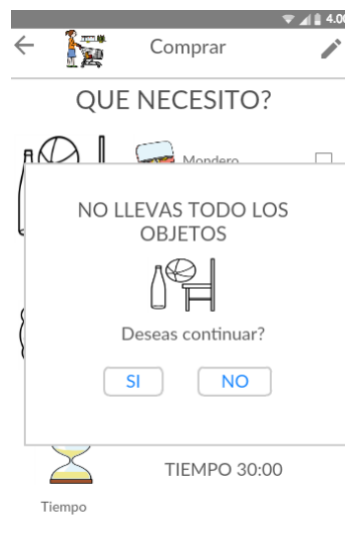 4.00
Comprar
QUE NECESITO?
Mondero
NO LLEVAS TODO LOS
OBJETOS
Deseas continuar?
SI NO
TIEMPO 30:00
Tiempo